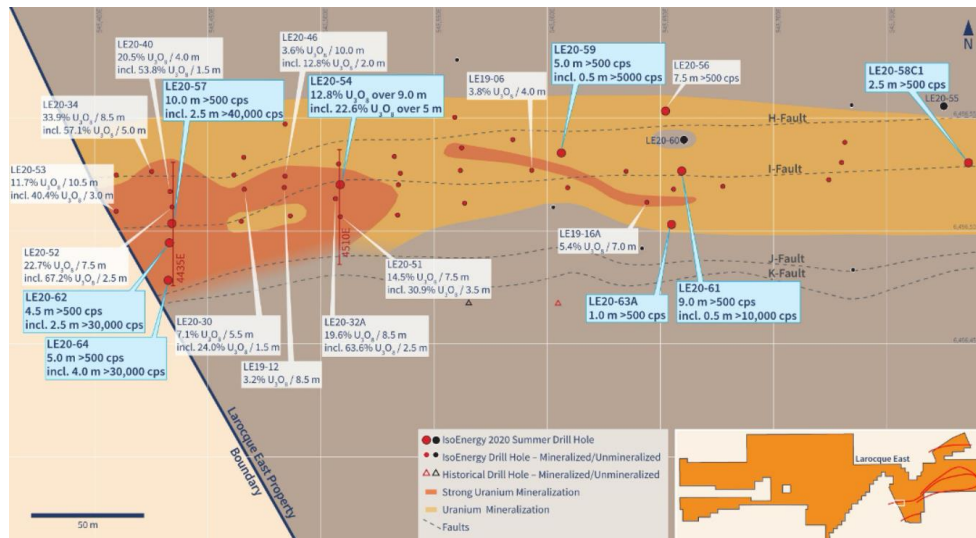 LE20-40
20.5% U3O8 / 4.0 m
incl. 53.8% U3O8 / 1.5 m
LE20-46
3.6% U3O8 / 10.0 m
incl. 12.8% U3O8 / 2.0 m
LE20-57
10.0 m >500 cps
incl. 2.5 m >40,000 cps
LE20-54
12.8% U3O8 over 9.0 m
incl. 22.6% U3O8 over 5 m
LE19-06
3.8% U3O8 / 4.0 m
LE20-59
5.0 m >500 cps
incl. 0.5 m >5000 cps
LE20-56
7.5 m >500 cps
LE20-58C1
2.5 m >500 cps
N
LE20-55
LE20-34
33.9% U3O8 / 8.5 m
incl. 57.1% U3O8 / 5.0 m
H-Fault
LE20-60
I-Fault
LE20-53
11.7% U3O8 / 10.5 m
incl. 40.4% U3O8 / 3.0 m
4435E
4510E
LE19-16A
5.4% U3O8 / 7.0 m
LE20-52
22.7% U3O8 / 7.5 m
incl. 67.2% U3O8 / 2.5 m
LE20-51
14.5% U3O8 / 7.5 m
incl. 30.9% U3O8 / 3.5 m
J-Fault
K-Fault
LE20-62
4.5 m >500 cps
incl. 2.5 m >30,000 cps
LE20-30
7.1% U3O8 / 5.5 m
incl. 24.0% U3O8 / 1.5 m
LE20-32A
19.6% U3O8 / 8.5 m
incl. 63.6% U3O8 / 2.5 m
LE20-63A
1.0 m >500 cps
LE20-61
9.0 m >500 cps
incl. 0.5 m >10,000 cps
LE20-64
5.0 m >500 cps
incl. 4.0 m >30,000 cps
LE19-12
3.2% U3O8 / 8.5 m
Larocque East Property
Boundary
IsoEnergy 2020 Summer Drill Hole
IsoEnergy Drill Hole – Mineralized/Unmineralized
Historical Drill Hole – Mineralized/Unmineralized
Strong Uranium Mineralization
Uranium Mineralization
Faults
Larocque East
50 m